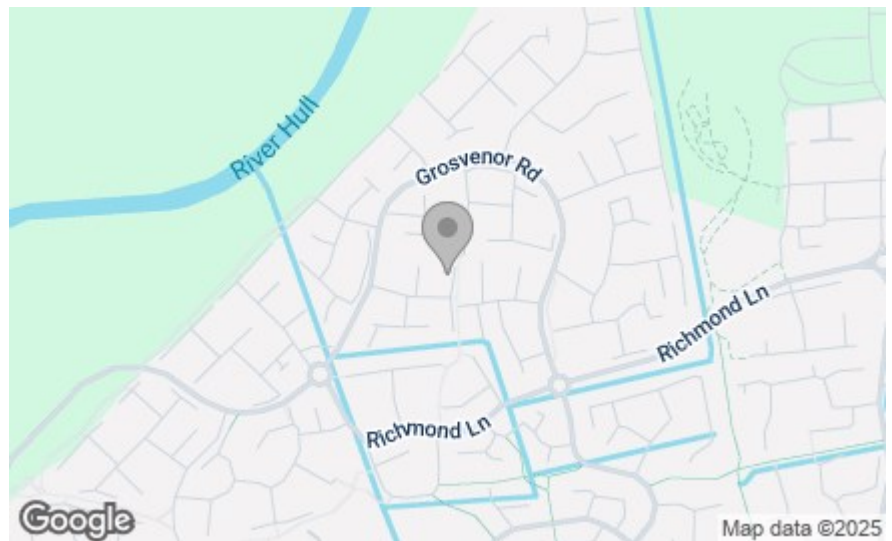 River Hull
Grosvenor Rd
Richmond Ln
Richmond Ln
Google
Map data ©2025